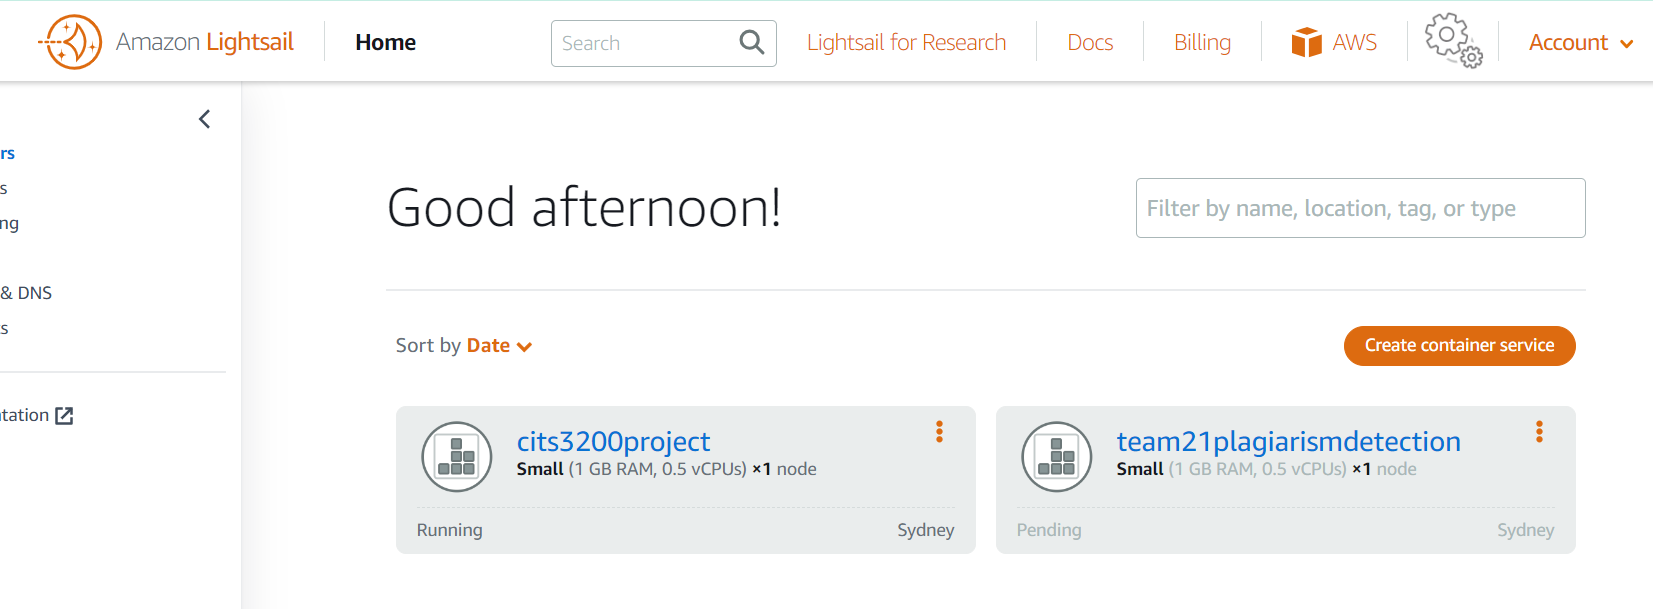 Amazon Lightsail Home Search Lightsail for Research Docs Billing AWS Account
rs
s
ng
& DNS
ts
tation
Good afternoon!
Filter by name, location, tag, or type
Sort by Date
Create container service
cits3200project
Small (1 GB RAM, 0.5 vCPUs) ×1 node
Running Sydney
team21plagiarismdetection
Small (1 GB RAM, 0.5 vCPUs) ×1 node
Pending Sydney